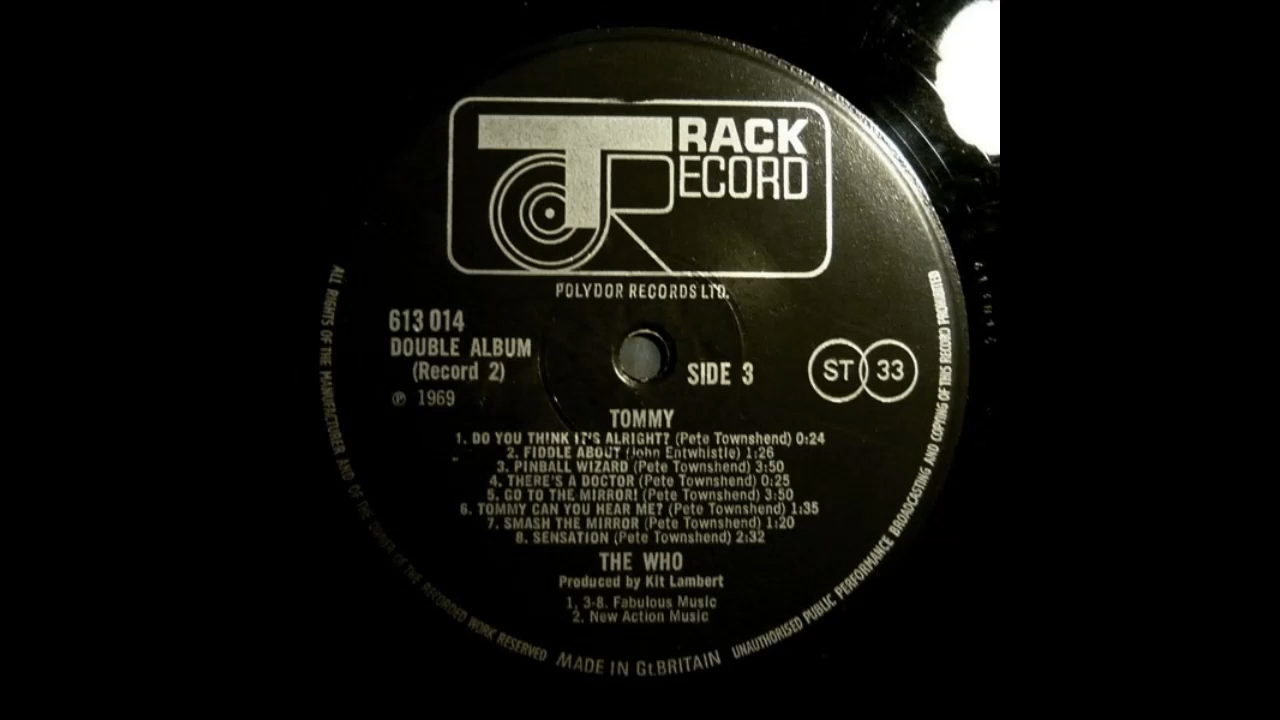 TRACK
RECORD
POLYDOR RECORDS LTD.
613 014
DOUBLE ALBUM
(Record 2)
℗ 1969
SIDE 3
ST 33
TOMMY
1. DO YOU THINK IT'S ALRIGHT? (Pete Townshend) 0:24
2. FIDDLE ABOUT (John Entwhistle) 1:26
3. PINBALL WIZARD (Pete Townshend) 3:50
4. THERE'S A DOCTOR (Pete Townshend) 0:25
5. GO TO THE MIRROR! (Pete Townshend) 3:50
6. TOMMY CAN YOU HEAR ME? (Pete Townshend) 1:35
7. SMASH THE MIRROR (Pete Townshend) 1:20
8. SENSATION (Pete Townshend) 2:32
THE WHO
Produced by Kit Lambert
1, 3-8. Fabulous Music
2. New Action Music
ALL RIGHTS OF THE MANUFACTURER AND OF THE OWNER OF THE RECORDED WORK RESERVED
MADE IN Gt.BRITAIN
UNAUTHORISED PUBLIC PERFORMANCE BROADCASTING AND COPYING OF THIS RECORD PROHIBITED